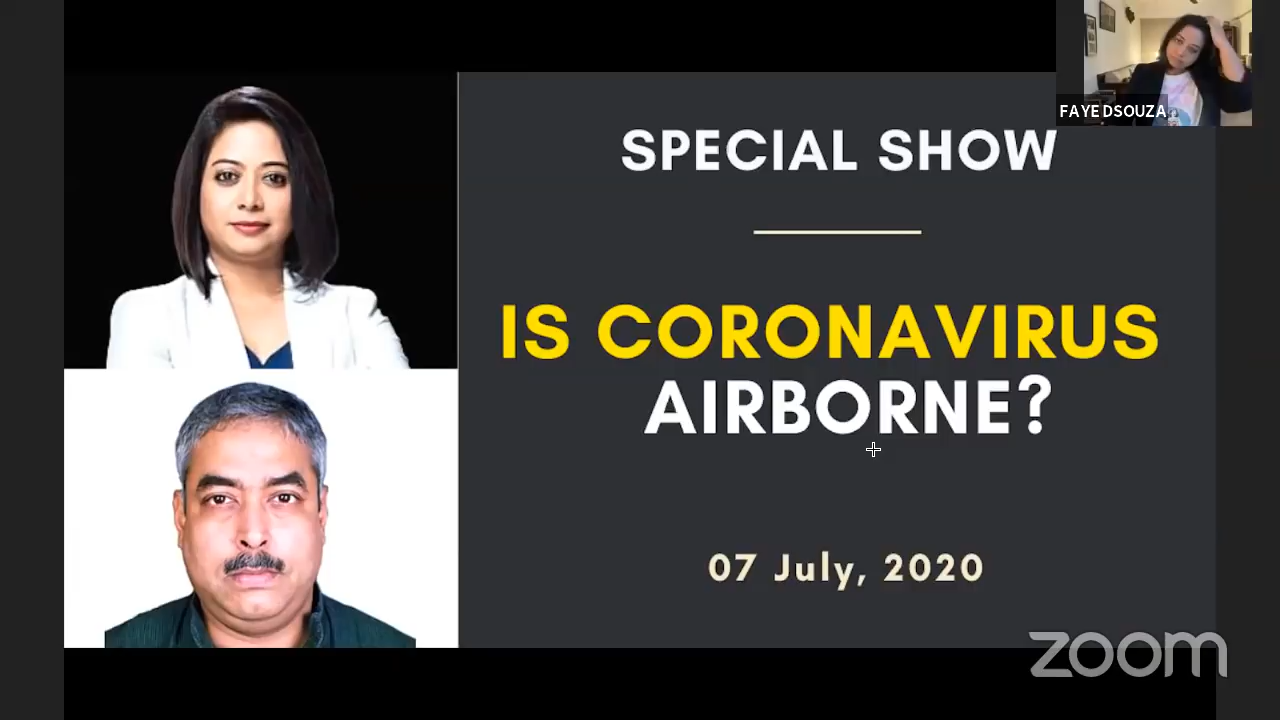 FAYE DSOUZA
SPECIAL SHOW
IS CORONAVIRUS
AIRBORNE?
07 July, 2020
zoom